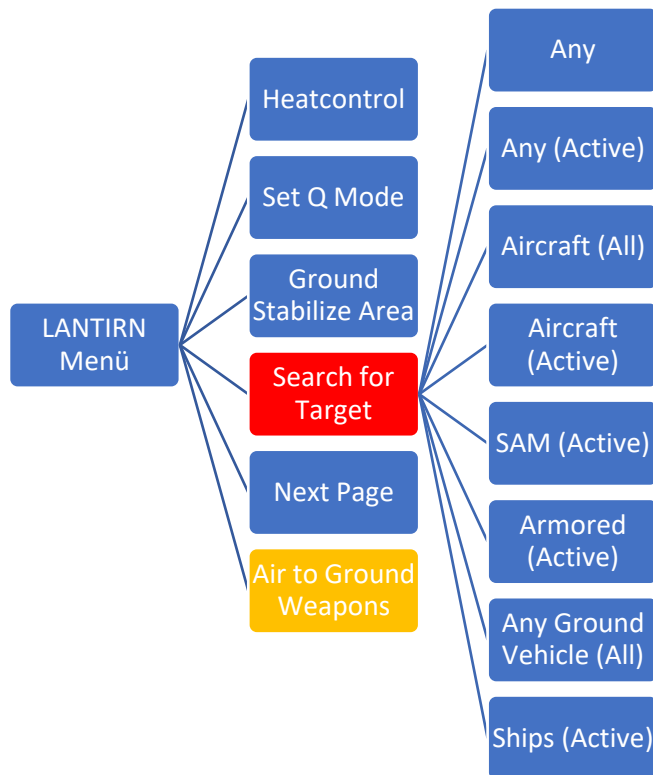 LANTIRN
Menü
Heatcontrol
Set Q Mode
Ground
Stabilize Area
Search for
Target
Next Page
Air to Ground
Weapons
Any
Any (Active)
Aircraft (All)
Aircraft
(Active)
SAM (Active)
Armored
(Active)
Any Ground
Vehicle (All)
Ships (Active)